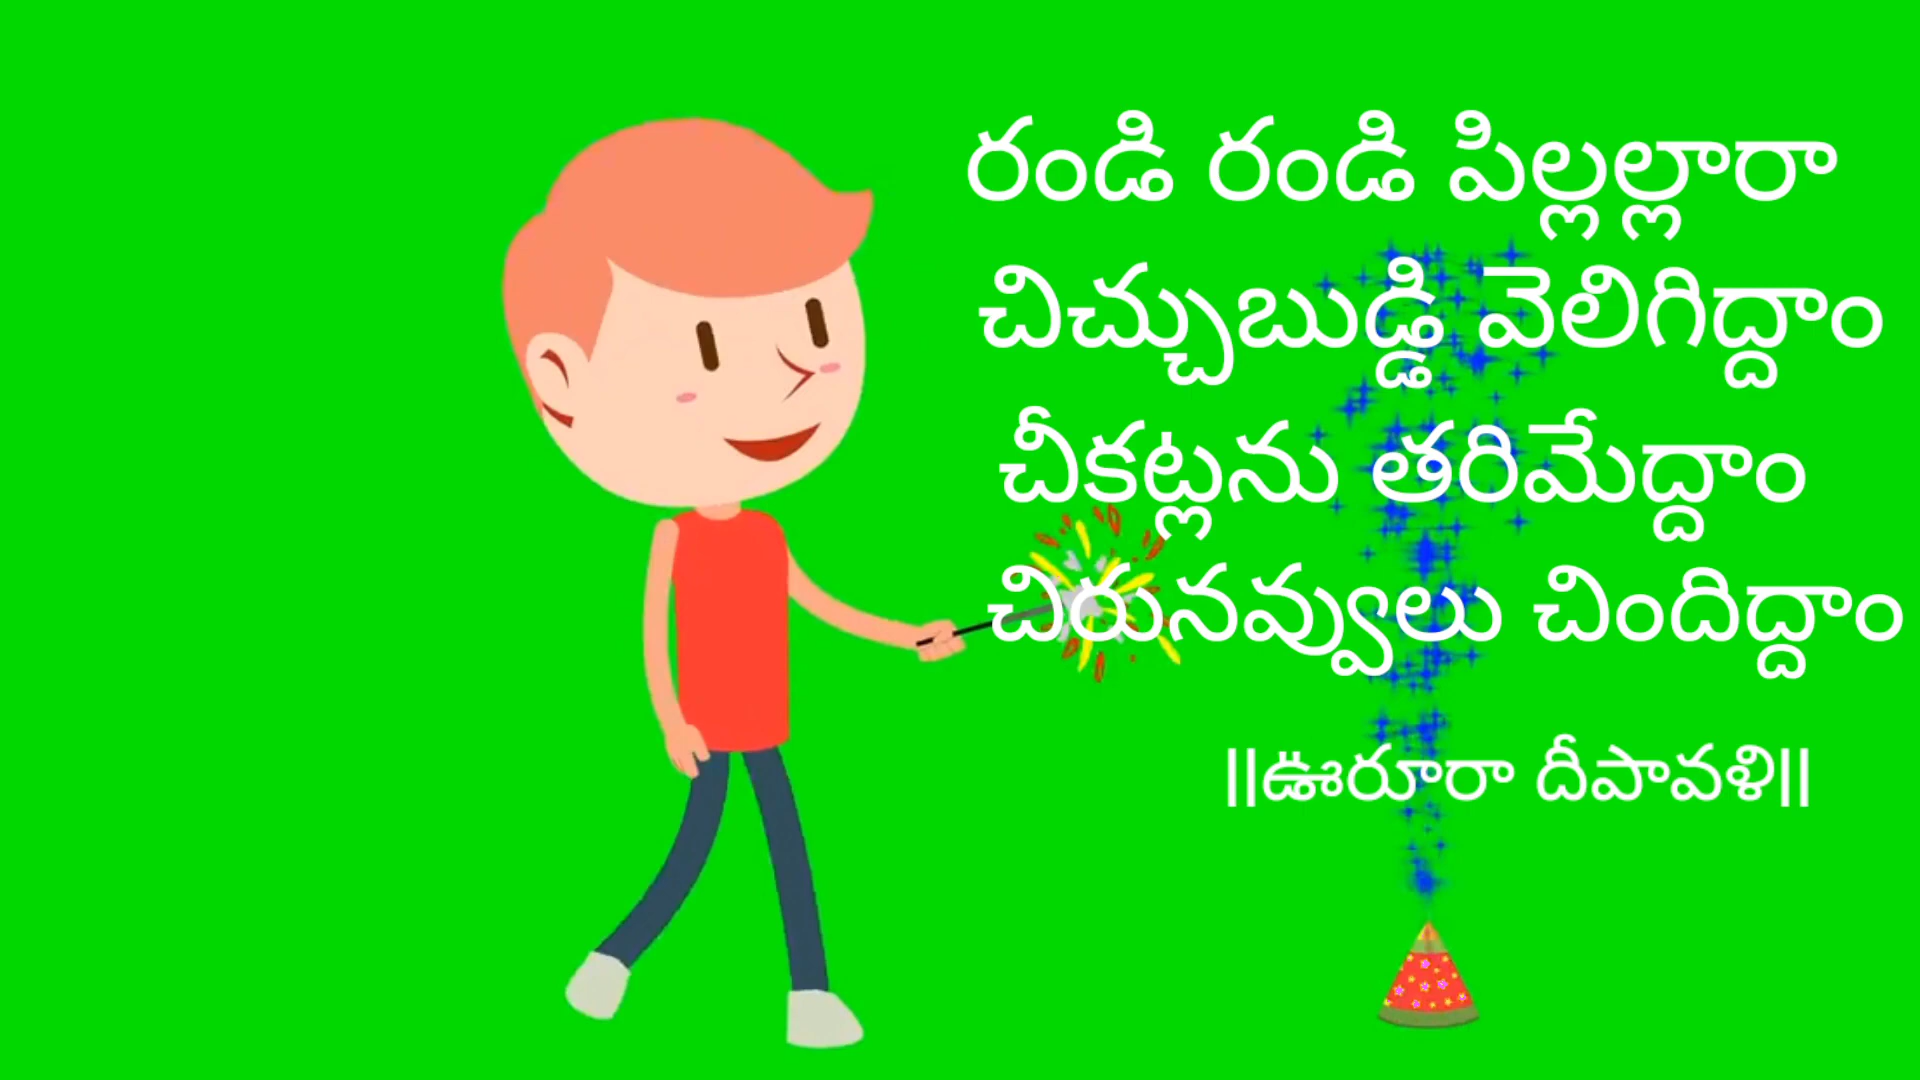 రండి రండి పిల్లల్లారా
చిచ్చుబుడ్డి వెలిగిద్దాం
చీకట్లను తరిమేద్దాం
చిరునవ్వులు చిందిద్దాం
||ఊరూరా దీపావళి||